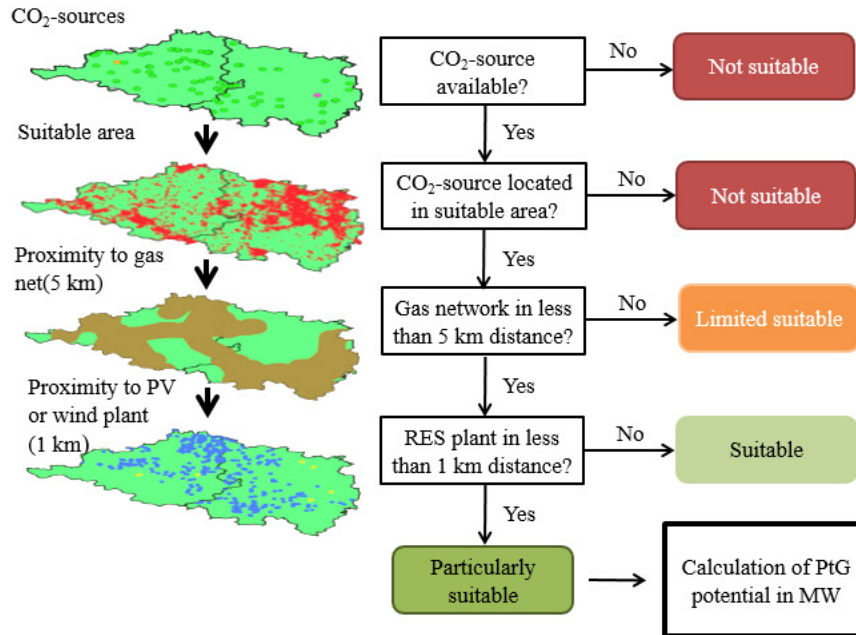 CO₂-sources
Suitable area
Proximity to gas
net(5 km)
Proximity to PV
or wind plant
(1 km)
CO₂-source
available?
No
Not suitable
Yes
CO₂-source located
in suitable area?
No
Not suitable
Yes
Gas network in less
than 5 km distance?
No
Limited suitable
Yes
RES plant in less
than 1 km distance?
No
Suitable
Yes
Particularly
suitable
Calculation of PtG
potential in MW